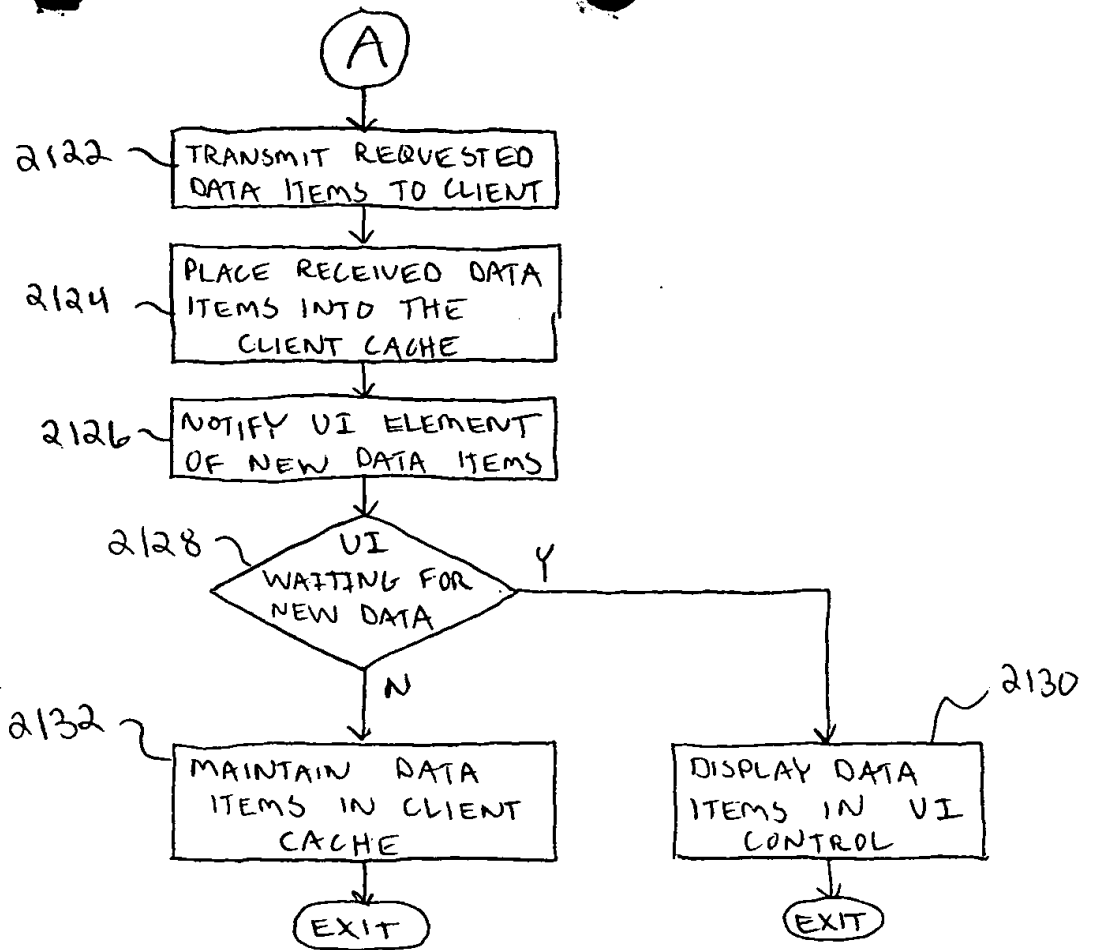 A
2122
TRANSMIT REQUESTED
DATA ITEMS TO CLIENT
2124
PLACE RECEIVED DATA
ITEMS INTO THE
CLIENT CACHE
2126
NOTIFY UI ELEMENT
OF NEW DATA ITEMS
2128
UI
WAITING FOR
NEW DATA
Y
N
2132
MAINTAIN DATA
ITEMS IN CLIENT
CACHE
EXIT
2130
DISPLAY DATA
ITEMS IN UI
CONTROL
EXIT